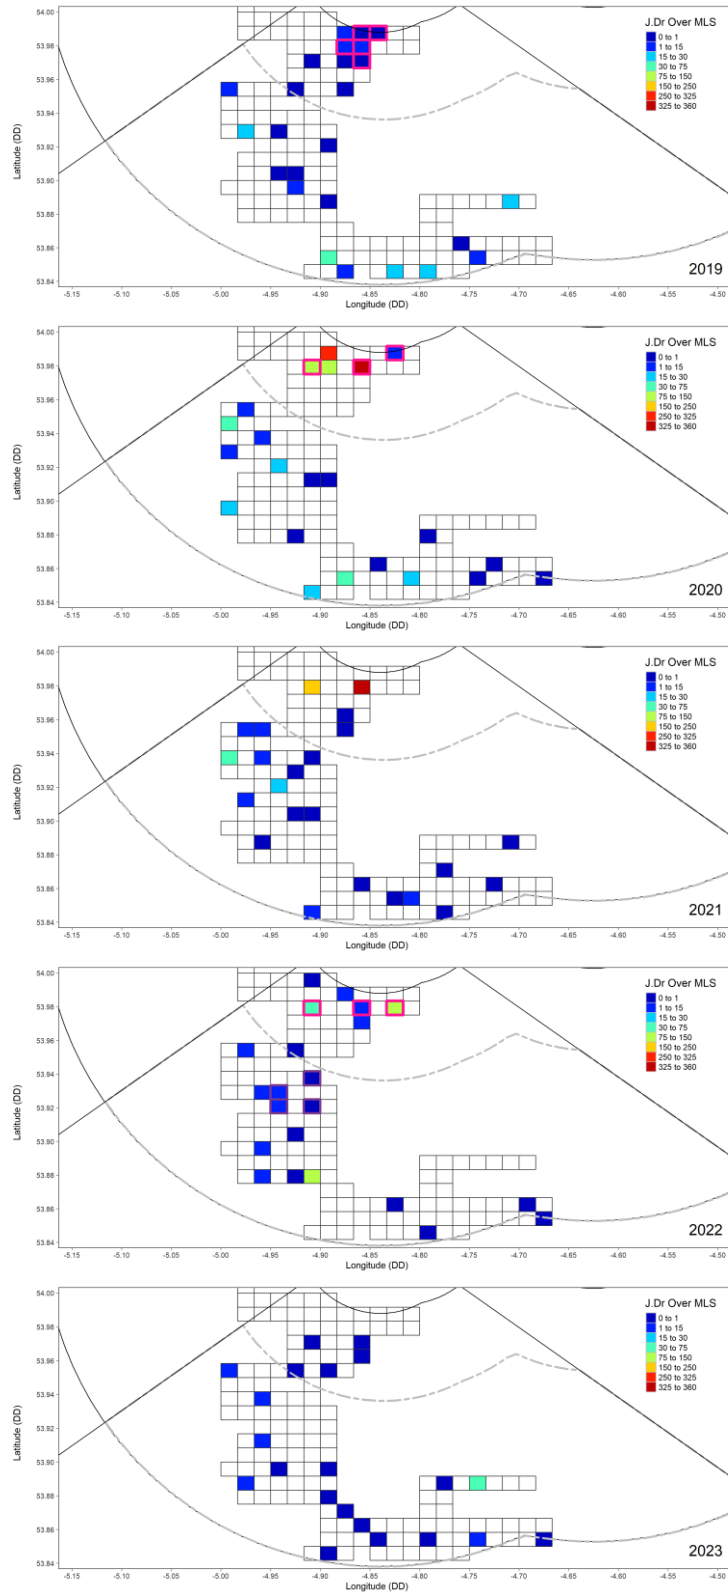 J.Dr Over MLS
0 to 1
1 to 15
15 to 30
30 to 75
75 to 150
150 to 250
250 to 325
325 to 360
54.00
53.98
53.96
53.94
53.92
53.90
53.88
53.86
53.84
Latitude (DD)
2019
-5.15 -5.10 -5.05 -5.00 -4.95 -4.90 -4.85 -4.80 -4.75 -4.70 -4.65 -4.60 -4.55 -4.50
Longitude (DD)
J.Dr Over MLS
0 to 1
1 to 15
15 to 30
30 to 75
75 to 150
150 to 250
250 to 325
325 to 360
54.00
53.98
53.96
53.94
53.92
53.90
53.88
53.86
53.84
Latitude (DD)
2020
-5.15 -5.10 -5.05 -5.00 -4.95 -4.90 -4.85 -4.80 -4.75 -4.70 -4.65 -4.60 -4.55 -4.50
Longitude (DD)
J.Dr Over MLS
0 to 1
1 to 15
15 to 30
30 to 75
75 to 150
150 to 250
250 to 325
325 to 360
54.00
53.98
53.96
53.94
53.92
53.90
53.88
53.86
53.84
Latitude (DD)
2021
-5.15 -5.10 -5.05 -5.00 -4.95 -4.90 -4.85 -4.80 -4.75 -4.70 -4.65 -4.60 -4.55 -4.50
Longitude (DD)
J.Dr Over MLS
0 to 1
1 to 15
15 to 30
30 to 75
75 to 150
150 to 250
250 to 325
325 to 360
54.00
53.98
53.96
53.94
53.92
53.90
53.88
53.86
53.84
Latitude (DD)
2022
-5.15 -5.10 -5.05 -5.00 -4.95 -4.90 -4.85 -4.80 -4.75 -4.70 -4.65 -4.60 -4.55 -4.50
Longitude (DD)
J.Dr Over MLS
0 to 1
1 to 15
15 to 30
30 to 75
75 to 150
150 to 250
250 to 325
325 to 360
54.00
53.98
53.96
53.94
53.92
53.90
53.88
53.86
53.84
Latitude (DD)
2023
-5.15 -5.10 -5.05 -5.00 -4.95 -4.90 -4.85 -4.80 -4.75 -4.70 -4.65 -4.60 -4.55 -4.50
Longitude (DD)